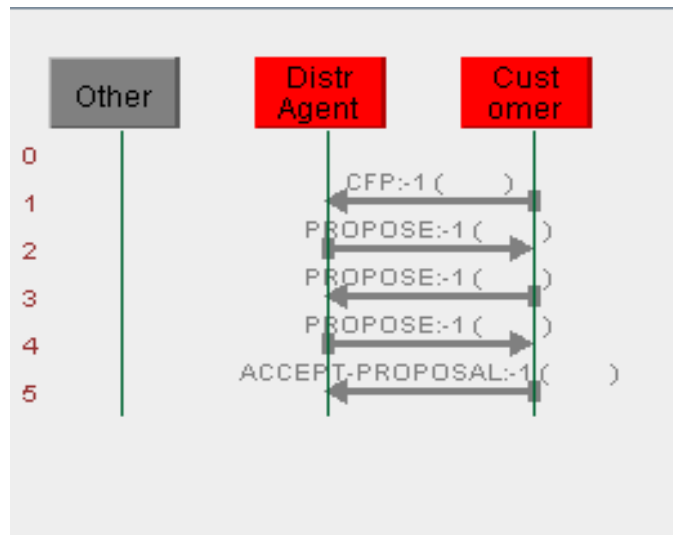 Other
Distr
Agent
Cust
omer
0
CFP:-1 ( )
1
PROPOSE:-1 ( )
2
PROPOSE:-1 ( )
3
PROPOSE:-1 ( )
4
ACCEPT-PROPOSAL:-1 ( )
5